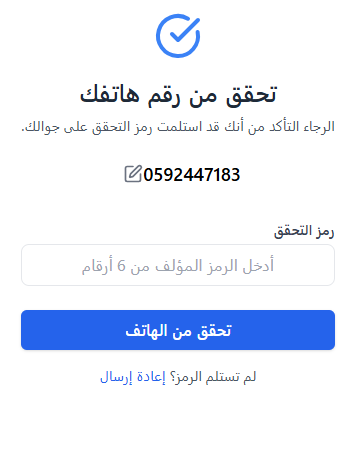 تحقق من رقم هاتفك
الرجاء التأكد من أنك قد استلمت رمز التحقق على جوالك.
0592447183
رمز التحقق
أدخل الرمز المؤلف من 6 أرقام
تحقق من الهاتف
لم تستلم الرمز؟ إعادة إرسال